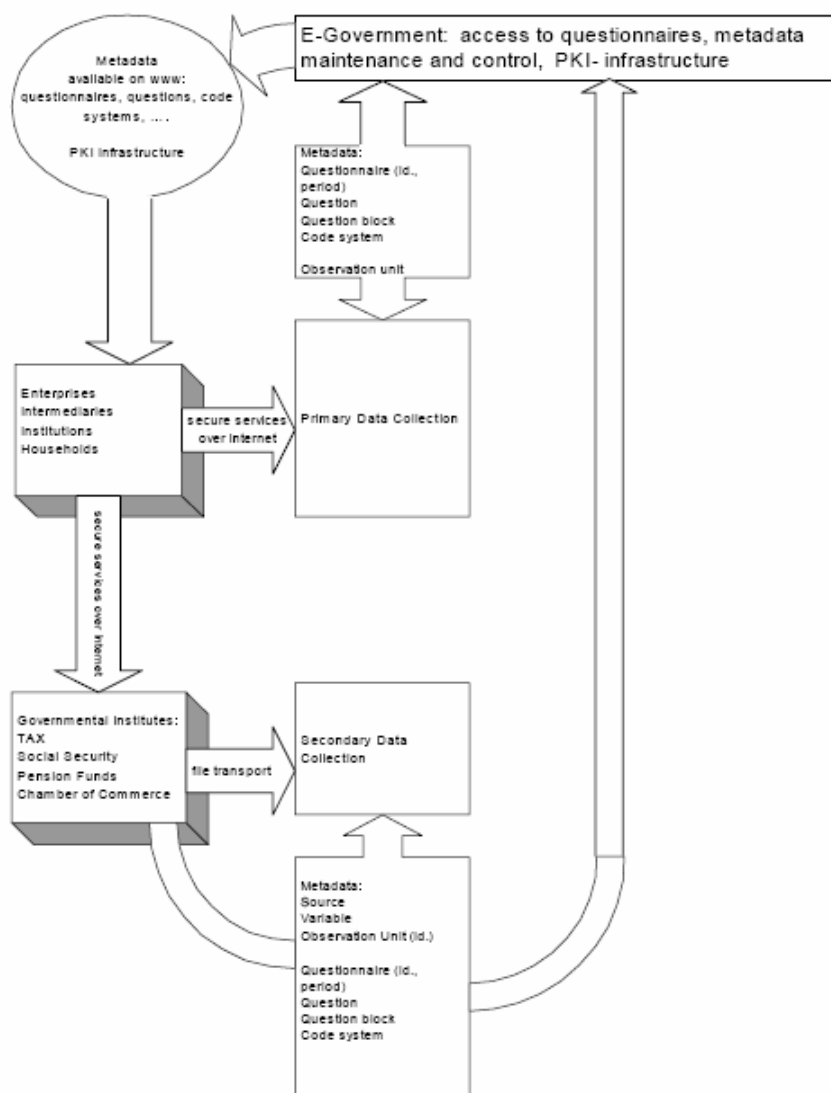 E-Government: access to questionnaires, metadata
maintenance and control, PKI- infrastructure
Metadata
available on www:
questionnaires, questions, code
systems, ....
PKI infrastructure
Metadata:
Questionnaire (id.,
period)
Question
Question block
Code system
Observation unit
Enterprises
Intermediaries
Institutions
Households
secure services
over internet
Primary Data Collection
secure services over internet
Governmental Institutes:
TAX
Social Security
Pension Funds
Chamber of Commerce
file transport
Secondary Data
Collection
Metadata:
Source
Variable
Observation Unit (id.)
Questionnaire (id.,
period)
Question
Question block
Code system